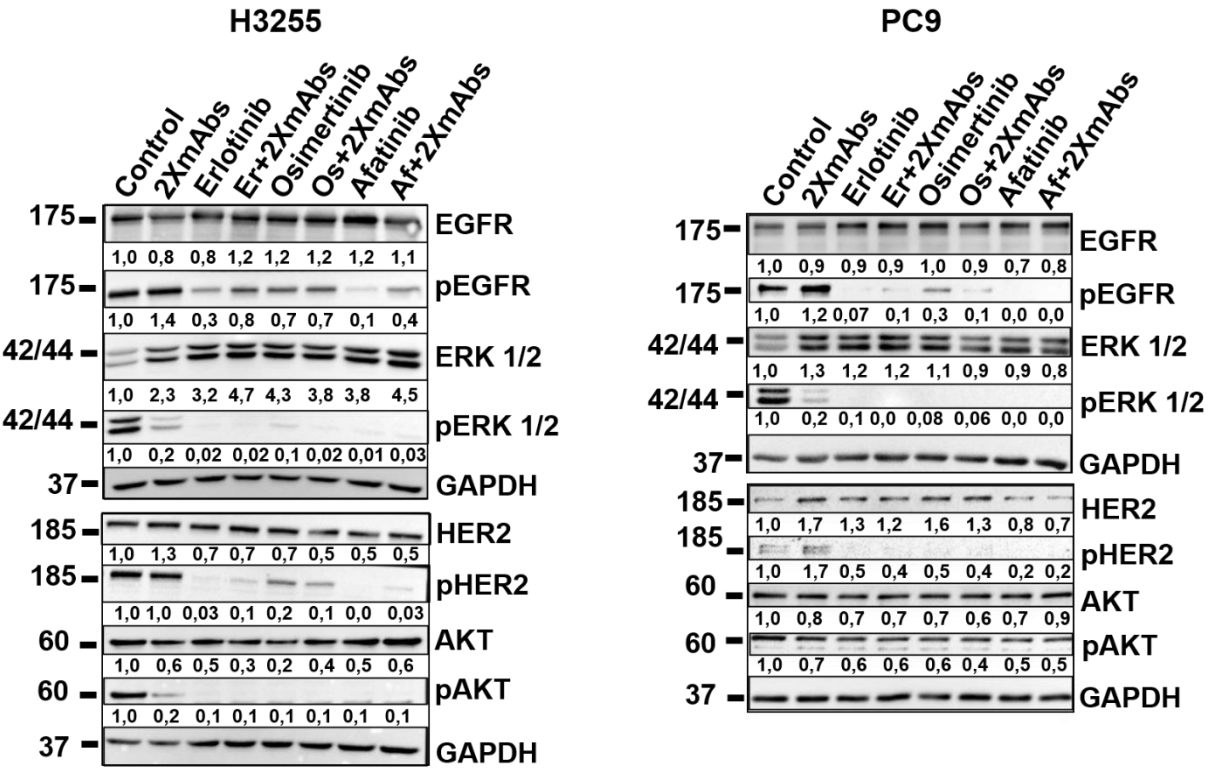 H3255
Control 2XmAbs Erlotinib Er+2XmAbs Osimertinib Os+2XmAbs Afatinib Af+2XmAbs
175 EGFR
1,0 0,8 0,8 1,2 1,2 1,2 1,2 1,1
175 pEGFR
1,0 1,4 0,3 0,8 0,7 0,7 0,1 0,4
42/44 ERK 1/2
1,0 2,3 3,2 4,7 4,3 3,8 3,8 4,5
42/44 pERK 1/2
1,0 0,2 0,02 0,02 0,1 0,02 0,01 0,03
37 GAPDH
185 HER2
1,0 1,3 0,7 0,7 0,7 0,5 0,5 0,5
185 pHER2
1,0 1,0 0,03 0,1 0,2 0,1 0,0 0,03
60 AKT
1,0 0,6 0,5 0,3 0,2 0,4 0,5 0,6
60 pAKT
1,0 0,2 0,1 0,1 0,1 0,1 0,1 0,1
37 GAPDH
PC9
Control 2XmAbs Erlotinib Er+2XmAbs Osimertinib Os+2XmAbs Afatinib Af+2XmAbs
175 EGFR
1,0 0,9 0,9 0,9 1,0 0,9 0,7 0,8
175 pEGFR
1,0 1,2 0,07 0,1 0,3 0,1 0,0 0,0
42/44 ERK 1/2
1,0 1,3 1,2 1,2 1,1 0,9 0,9 0,8
42/44 pERK 1/2
1,0 0,2 0,1 0,0 0,08 0,06 0,0 0,0
37 GAPDH
185 HER2
1,0 1,7 1,3 1,2 1,6 1,3 0,8 0,7
185 pHER2
1,0 1,7 0,5 0,4 0,5 0,4 0,2 0,2
60 AKT
1,0 0,8 0,7 0,7 0,7 0,6 0,7 0,9
60 pAKT
1,0 0,7 0,6 0,6 0,6 0,4 0,5 0,5
37 GAPDH